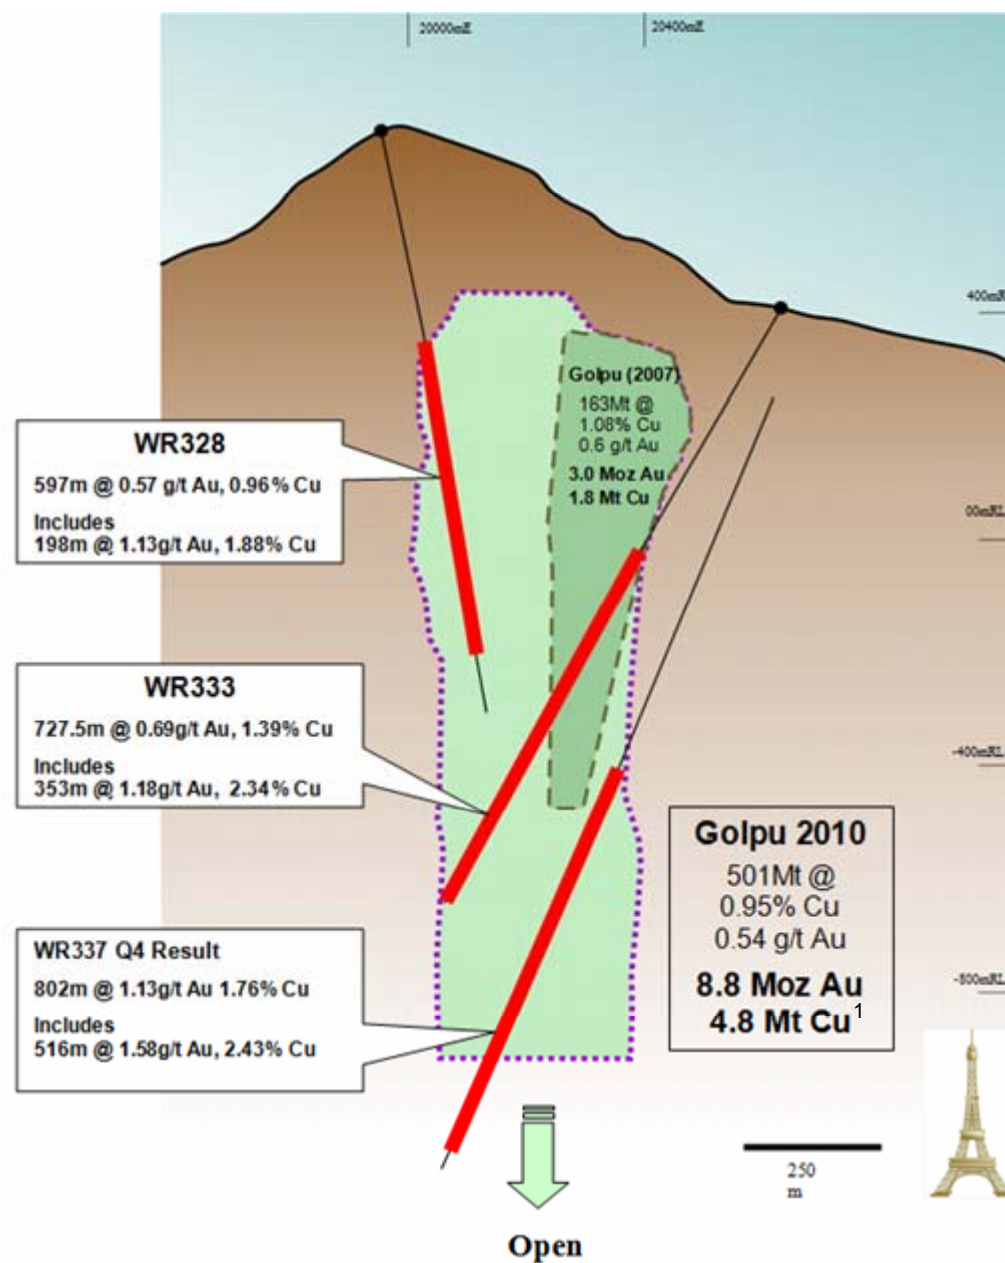 20000mE
20400mE
400mRL
Golpu (2007)
163Mt @
1.08% Cu
0.6 g/t Au
3.0 Moz Au
1.8 Mt Cu
WR328
597m @ 0.57 g/t Au, 0.96% Cu
Includes
198m @ 1.13g/t Au, 1.88% Cu
00mRL
WR333
727.5m @ 0.69g/t Au, 1.39% Cu
Includes
353m @ 1.18g/t Au, 2.34% Cu
-400mRL
Golpu 2010
501Mt @
0.95% Cu
0.54 g/t Au
8.8 Moz Au
4.8 Mt Cu1
WR337 Q4 Result
802m @ 1.13g/t Au 1.76% Cu
Includes
516m @ 1.58g/t Au, 2.43% Cu
-800mRL
250
m
Open